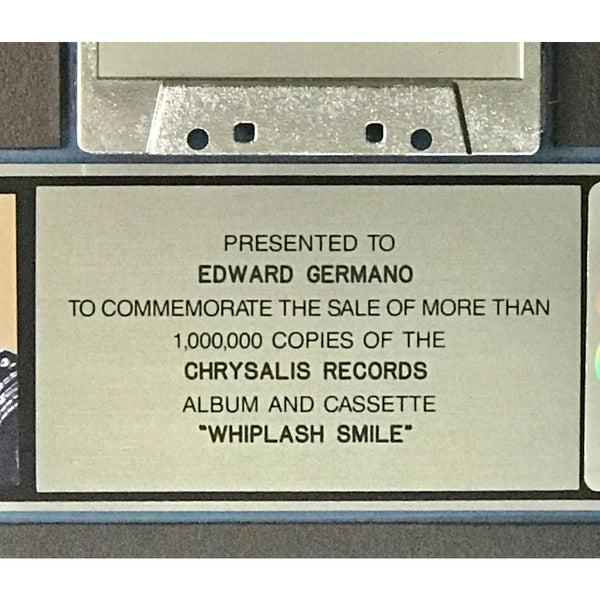 PRESENTED TO
EDWARD GERMANO
TO COMMEMORATE THE SALE OF MORE THAN
1,000,000 COPIES OF THE
CHRYSALIS RECORDS
ALBUM AND CASSETTE
"WHIPLASH SMILE"